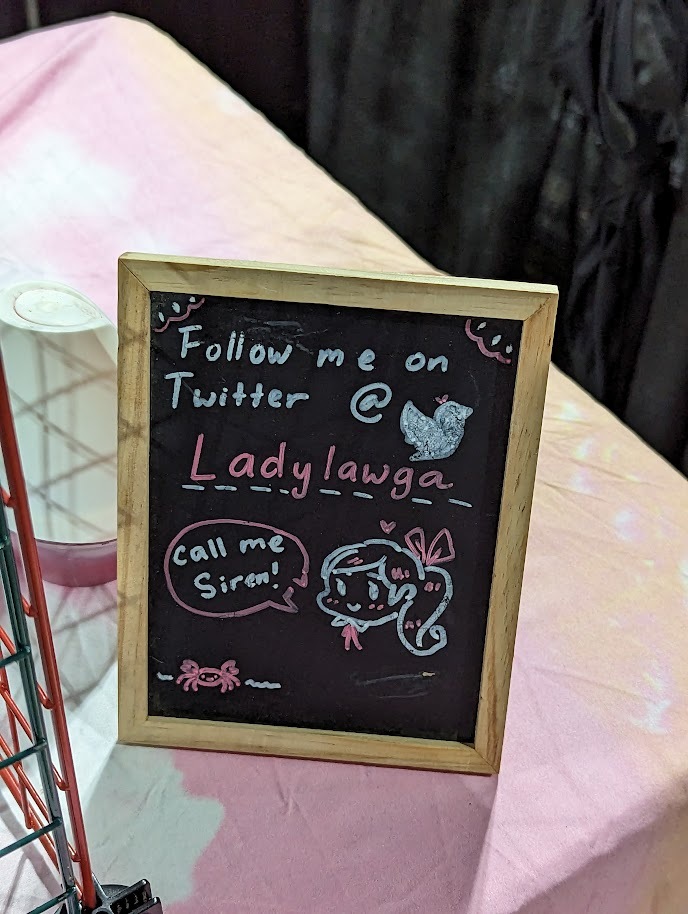 Follow me on
Twitter @
Ladylawga
call me
Siren!